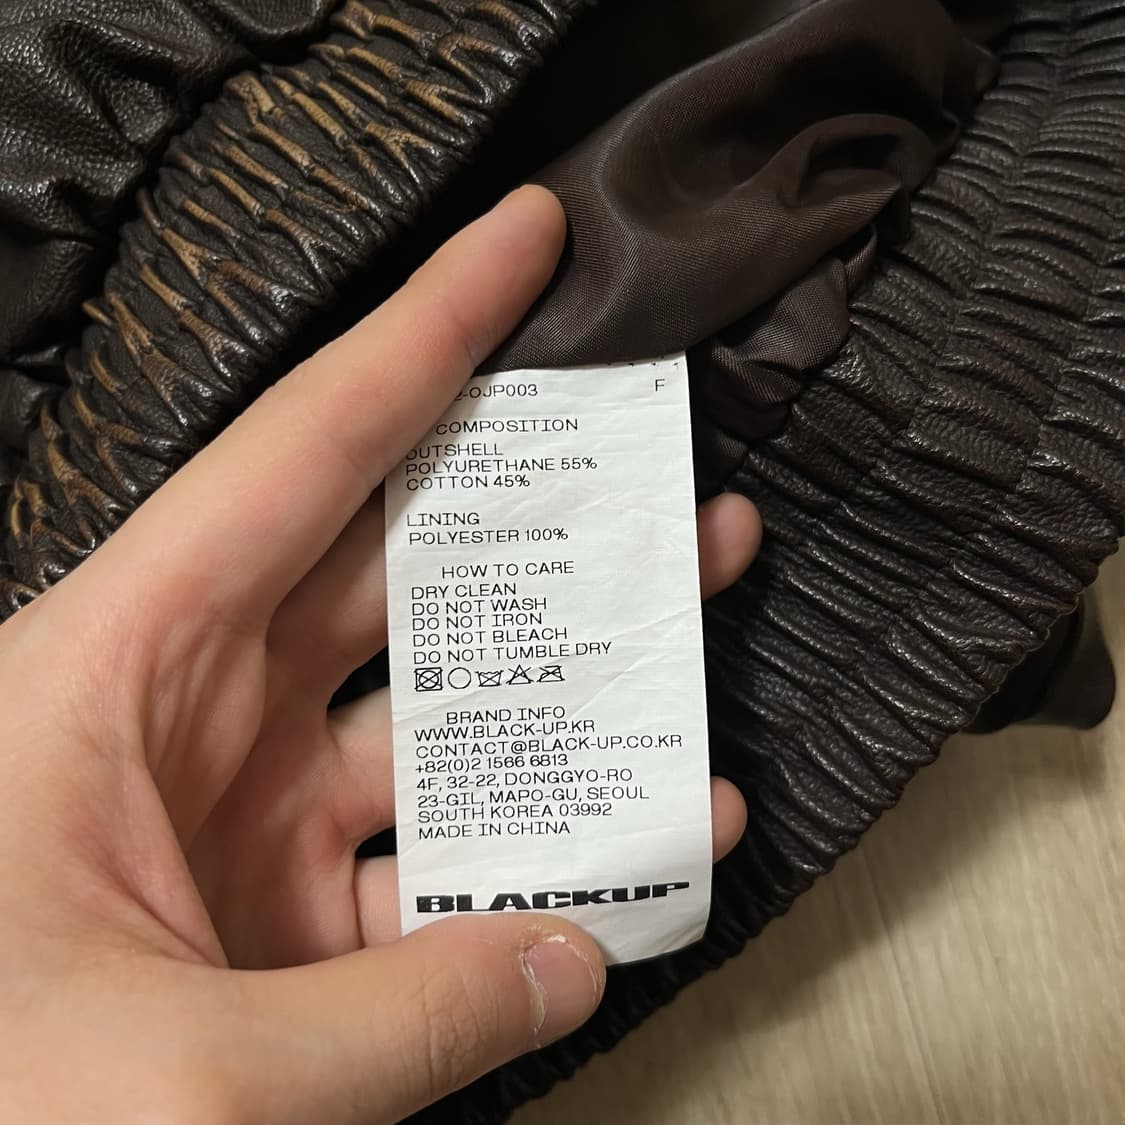 -OJP003 F
COMPOSITION
OUTSHELL
POLYURETHANE 55%
COTTON 45%
LINING
POLYESTER 100%
HOW TO CARE
DRY CLEAN
DO NOT WASH
DO NOT IRON
DO NOT BLEACH
DO NOT TUMBLE DRY
BRAND INFO
WWW.BLACK-UP.KR
CONTACT@BLACK-UP.CO.KR
+82(0)2 1566 6813
4F, 32-22, DONGGYO-RO
23-GIL, MAPO-GU, SEOUL
SOUTH KOREA 03992
MADE IN CHINA
BLACKUP